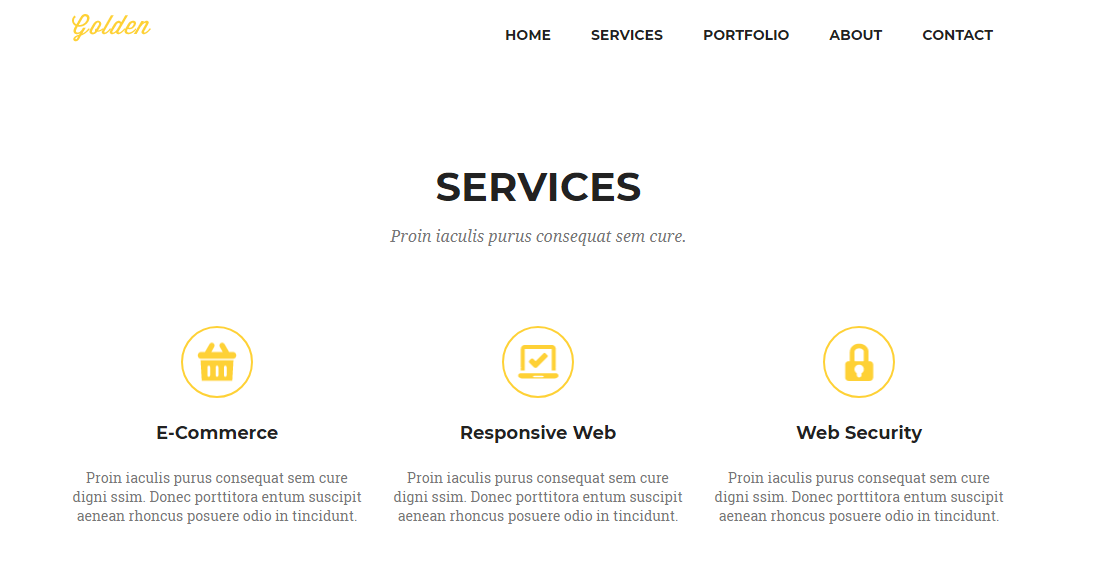 Golden
HOME SERVICES PORTFOLIO ABOUT CONTACT
SERVICES
Proin iaculis purus consequat sem cure.
E-Commerce
Proin iaculis purus consequat sem cure
digni ssim. Donec porttitora entum suscipit
aenean rhoncus posuere odio in tincidunt.
Responsive Web
Proin iaculis purus consequat sem cure
digni ssim. Donec porttitora entum suscipit
aenean rhoncus posuere odio in tincidunt.
Web Security
Proin iaculis purus consequat sem cure
digni ssim. Donec porttitora entum suscipit
aenean rhoncus posuere odio in tincidunt.